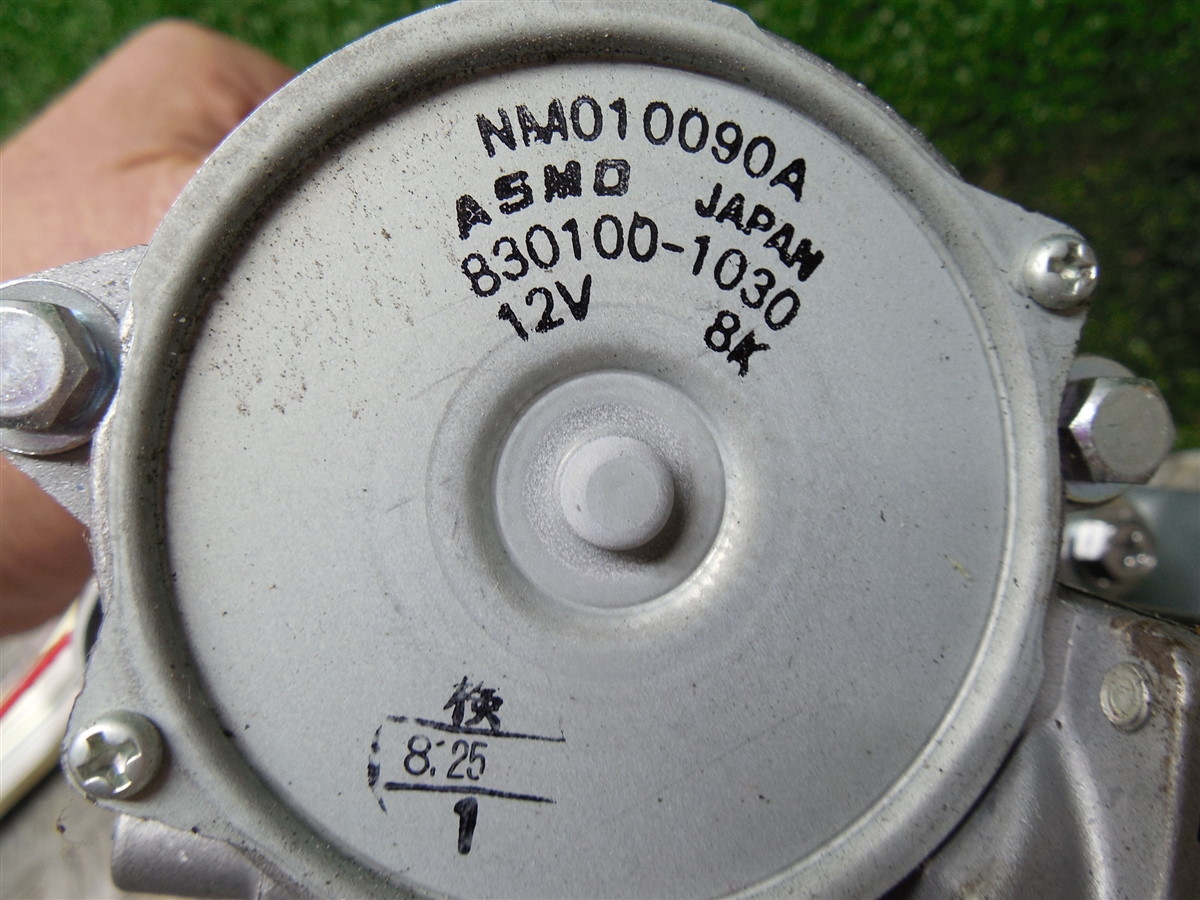 NM010090A
ASMO JAPAN
830100-1030
12V 8K
検
8.25
1